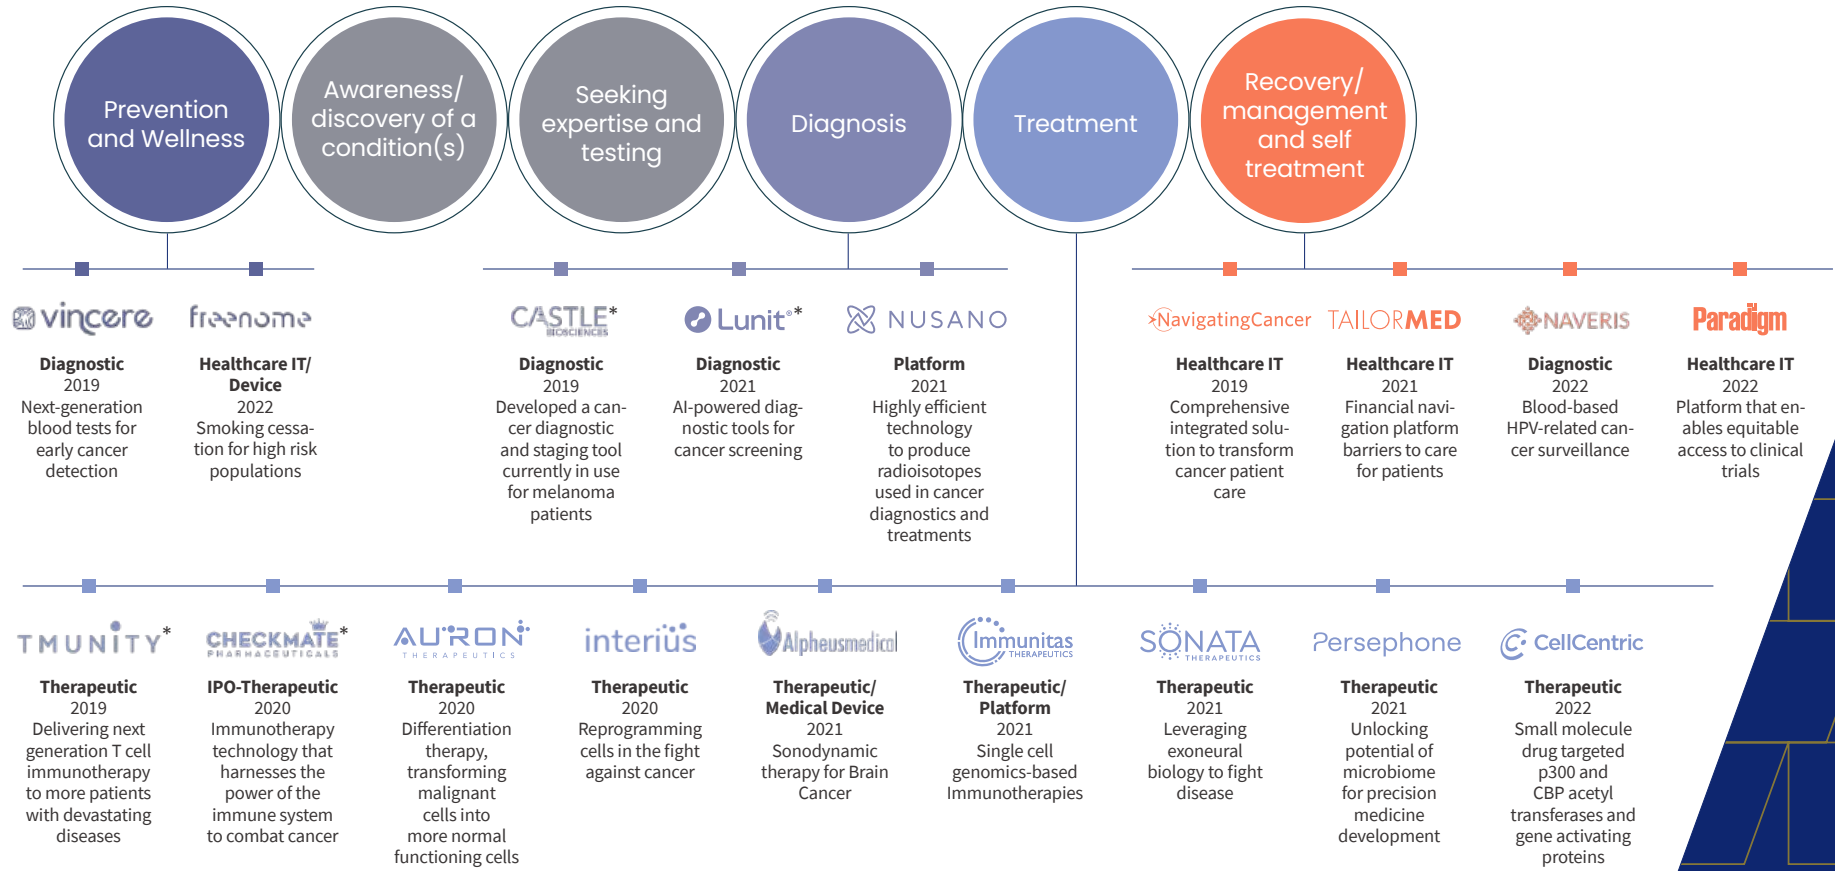 Prevention
and Wellness
Awareness/
discovery of a
condition(s)
Seeking
expertise and
testing
Diagnosis
Treatment
Recovery/
management
and self
treatment
vincere
Diagnostic
2019
Next-generation
blood tests for
early cancer
detection
freenome
Healthcare IT/
Device
2022
Smoking cessa-
tion for high risk
populations
CASTLE*
BIOSCIENCES
Diagnostic
2019
Developed a can-
cer diagnostic
and staging tool
currently in use
for melanoma
patients
Lunit®*
Diagnostic
2021
AI-powered diag-
nostic tools for
cancer screening
NUSANO
Platform
2021
Highly efficient
technology
to produce
radioisotopes
used in cancer
diagnostics and
treatments
NavigatingCancer
Healthcare IT
2019
Comprehensive
integrated solu-
tion to transform
cancer patient
care
TAILORMED
Healthcare IT
2021
Financial navi-
gation platform
barriers to care
for patients
NAVERIS
Diagnostic
2022
Blood-based
HPV-related can-
cer surveillance
Paradigm
Healthcare IT
2022
Platform that en-
ables equitable
access to clinical
trials
TMUNITY*
Therapeutic
2019
Delivering next
generation T cell
immunotherapy
to more patients
with devastating
diseases
CHECKMATE*
PHARMACEUTICALS
IPO-Therapeutic
2020
Immunotherapy
technology that
harnesses the
power of the
immune system
to combat cancer
AURON
THERAPEUTICS
Therapeutic
2020
Differentiation
therapy,
transforming
malignant
cells into
more normal
functioning cells
interius
Therapeutic
2020
Reprogramming
cells in the fight
against cancer
Alpheusmedical
Therapeutic/
Medical Device
2021
Sonodynamic
therapy for Brain
Cancer
Immunitas
THERAPEUTICS
Therapeutic/
Platform
2021
Single cell
genomics-based
Immunotherapies
SONATA
THERAPEUTICS
Therapeutic
2021
Leveraging
exoneural
biology to fight
disease
Persephone
Therapeutic
2021
Unlocking
potential of
microbiome
for precision
medicine
development
CellCentric
Therapeutic
2022
Small molecule
drug targeted
p300 and
CBP acetyl
transferases and
gene activating
proteins